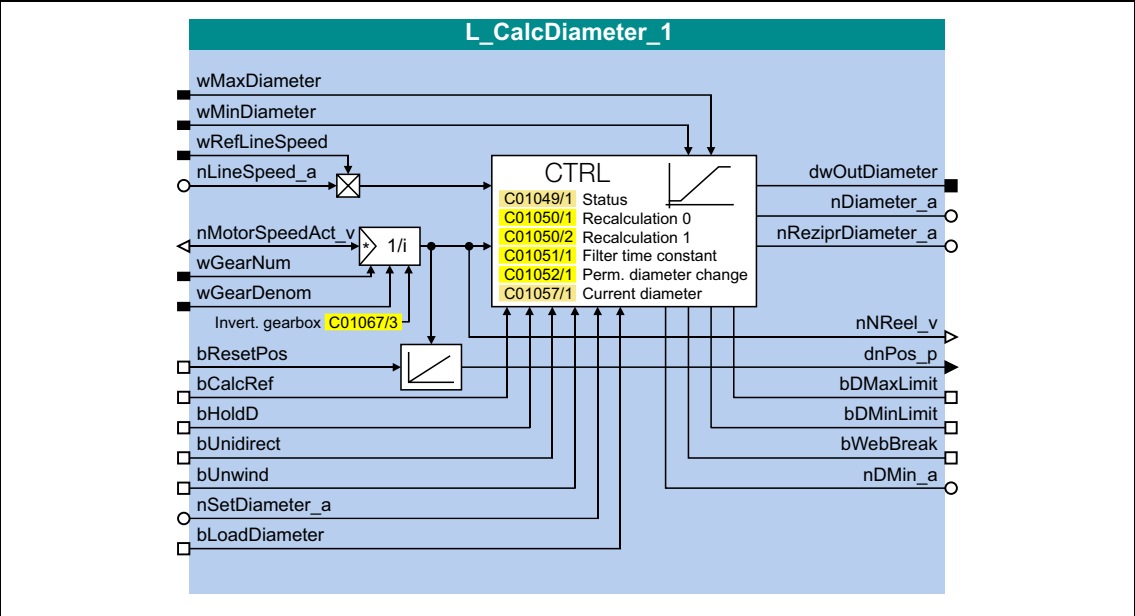 L_CalcDiameter_1
wMaxDiameter
wMinDiameter
wRefLineSpeed
nLineSpeed_a
nMotorSpeedAct_v
* 1/i
wGearNum
wGearDenom
Invert. gearbox C01067/3
bResetPos
bCalcRef
bHoldD
bUnidirect
bUnwind
nSetDiameter_a
bLoadDiameter
CTRL
C01049/1 Status
C01050/1 Recalculation 0
C01050/2 Recalculation 1
C01051/1 Filter time constant
C01052/1 Perm. diameter change
C01057/1 Current diameter
dwOutDiameter
nDiameter_a
nReziprDiameter_a
nNReel_v
dnPos_p
bDMaxLimit
bDMinLimit
bWebBreak
nDMin_a